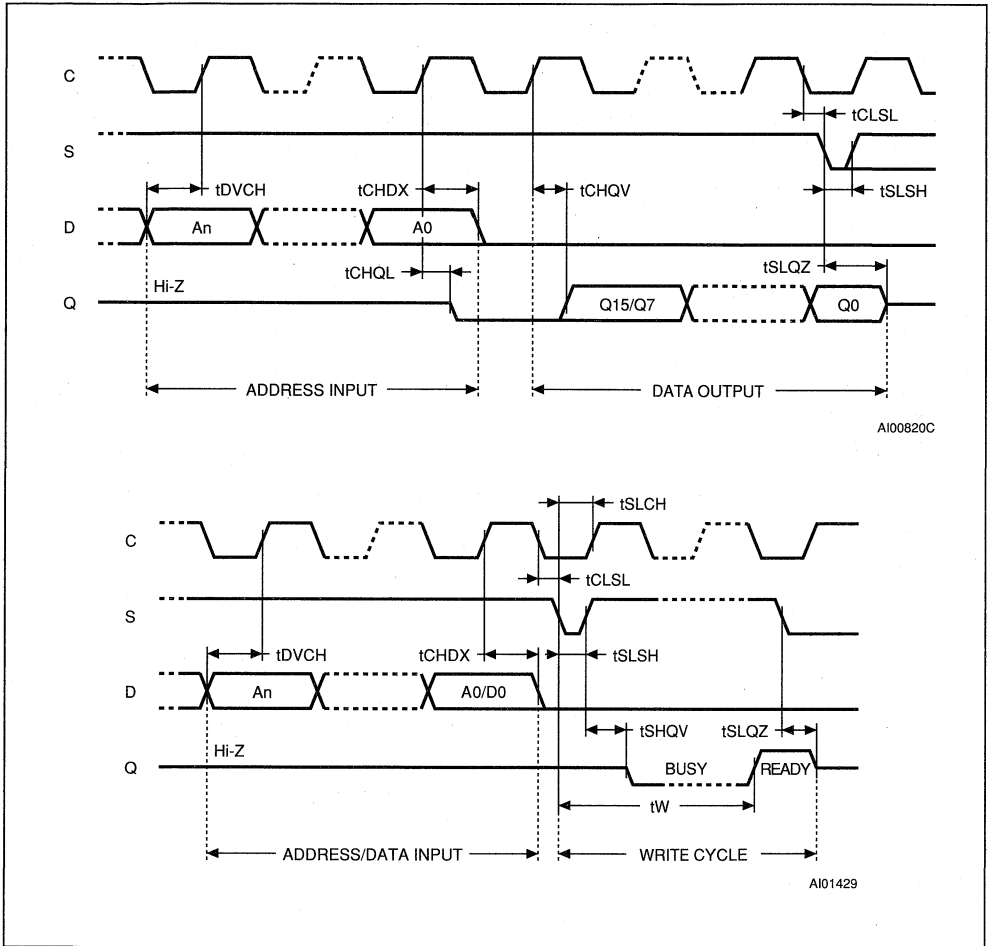 C
tCLSL
S
tDVCH
tCHDX
tCHQV
tSLSH
D
An
A0
tCHQL
tSLQZ
Hi-Z
Q
Q15/Q7
Q0
ADDRESS INPUT
DATA OUTPUT
AI00820C
tSLCH
C
tCLSL
S
tDVCH
tCHDX
tSLSH
D
An
A0/D0
tSHQV
tSLQZ
Hi-Z
Q
BUSY
READY
tW
ADDRESS/DATA INPUT
WRITE CYCLE
AI01429